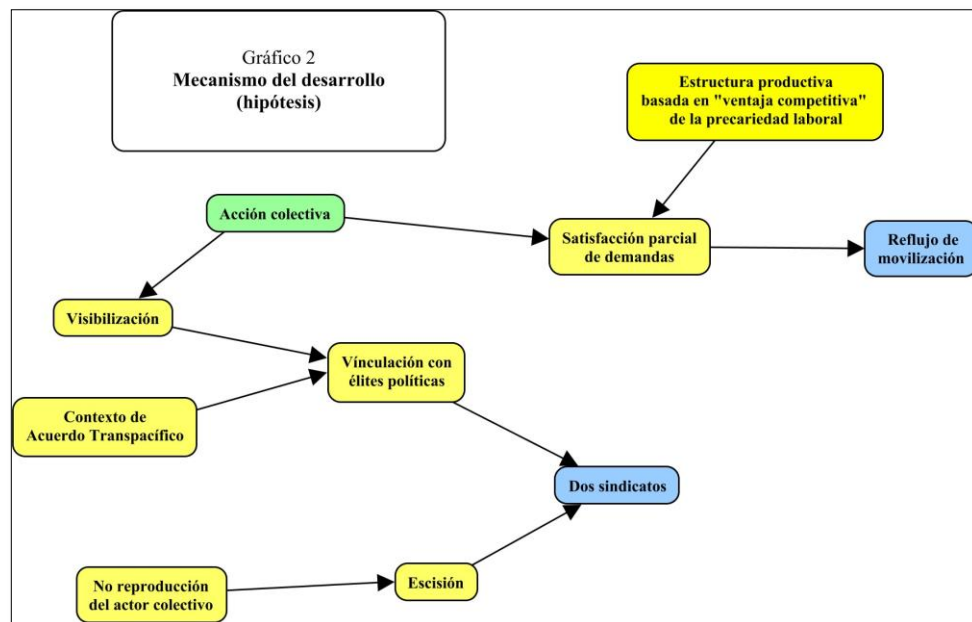 Gráfico 2
Mecanismo del desarrollo
(hipótesis)
Estructura productiva
basada en "ventaja competitiva"
de la precariedad laboral
Acción colectiva
Satisfacción parcial
de demandas
Reflujo de
movilización
Visibilización
Vínculación con
élites políticas
Contexto de
Acuerdo Transpacífico
Dos sindicatos
No reproducción
del actor colectivo
Escisión